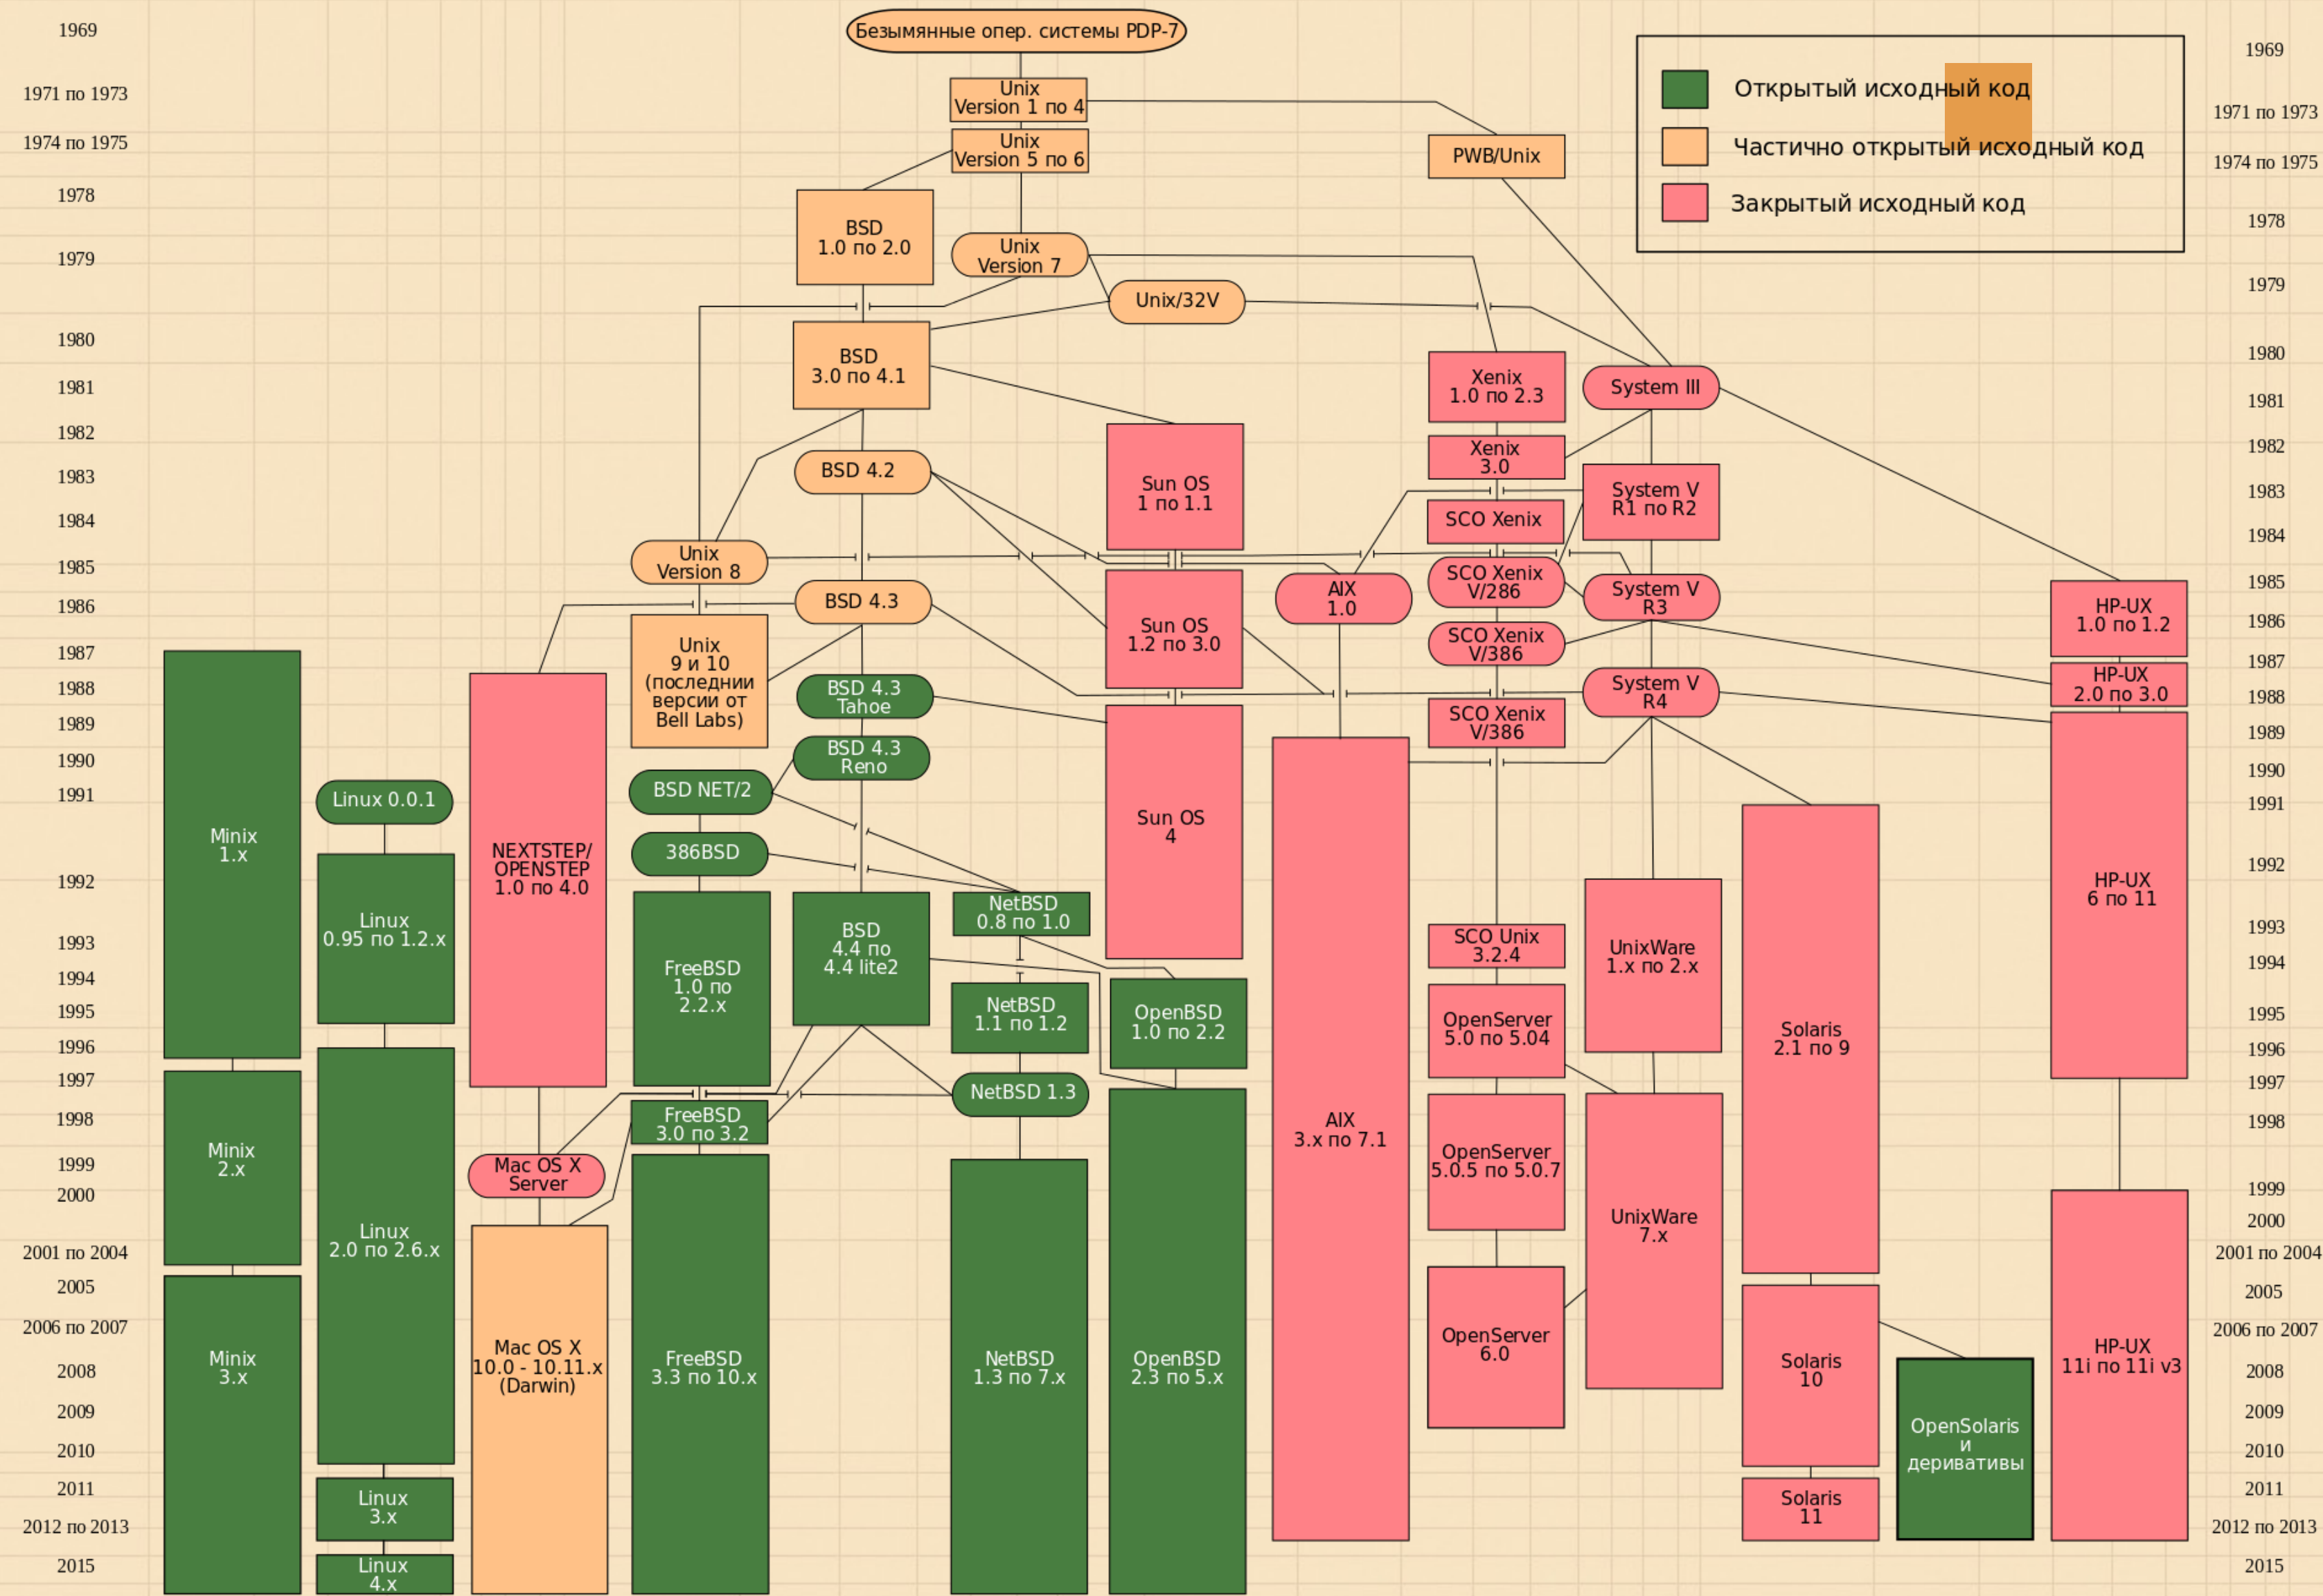 Безымянные опер. системы PDP-7
Unix
Version 1 по 4
Unix
Version 5 по 6
PWB/Unix
BSD
1.0 по 2.0
Unix
Version 7
Unix/32V
BSD
3.0 по 4.1
Xenix
1.0 по 2.3
System III
Xenix
3.0
BSD 4.2
Sun OS
1 по 1.1
System V
R1 по R2
SCO Xenix
Unix
Version 8
SCO Xenix
V/286
AIX
1.0
System V
R3
BSD 4.3
HP-UX
1.0 по 1.2
Sun OS
1.2 по 3.0
SCO Xenix
V/386
Unix
9 и 10
(последнии
версии от
Bell Labs)
BSD 4.3
Tahoe
System V
R4
HP-UX
2.0 по 3.0
SCO Xenix
V/386
BSD 4.3
Reno
BSD NET/2
Linux 0.0.1
Minix
1.x
Sun OS
4
386BSD
NEXTSTEP/
OPENSTEP
1.0 по 4.0
HP-UX
6 по 11
NetBSD
0.8 по 1.0
Linux
0.95 по 1.2.x
BSD
4.4 по
4.4 lite2
SCO Unix
3.2.4
UnixWare
1.x по 2.x
FreeBSD
1.0 по
2.2.x
NetBSD
1.1 по 1.2
OpenBSD
1.0 по 2.2
OpenServer
5.0 по 5.04
Solaris
2.1 по 9
NetBSD 1.3
FreeBSD
3.0 по 3.2
AIX
3.x по 7.1
Minix
2.x
Mac OS X
Server
OpenServer
5.0.5 по 5.0.7
UnixWare
7.x
Linux
2.0 по 2.6.x
OpenServer
6.0
Mac OS X
10.0 - 10.11.x
(Darwin)
Minix
3.x
FreeBSD
3.3 по 10.x
NetBSD
1.3 по 7.x
OpenBSD
2.3 по 5.x
Solaris
10
HP-UX
11i по 11i v3
OpenSolaris
и
деривативы
Linux
3.x
Solaris
11
Linux
4.x
Открытый исходный код
Частично открытый исходный код
Закрытый исходный код
1969
1971 по 1973
1974 по 1975
1978
1979
1980
1981
1982
1983
1984
1985
1986
1987
1988
1989
1990
1991
1992
1993
1994
1995
1996
1997
1998
1999
2000
2001 по 2004
2005
2006 по 2007
2008
2009
2010
2011
2012 по 2013
2015
1969
1971 по 1973
1974 по 1975
1978
1979
1980
1981
1982
1983
1984
1985
1986
1987
1988
1989
1990
1991
1992
1993
1994
1995
1996
1997
1998
1999
2000
2001 по 2004
2005
2006 по 2007
2008
2009
2010
2011
2012 по 2013
2015